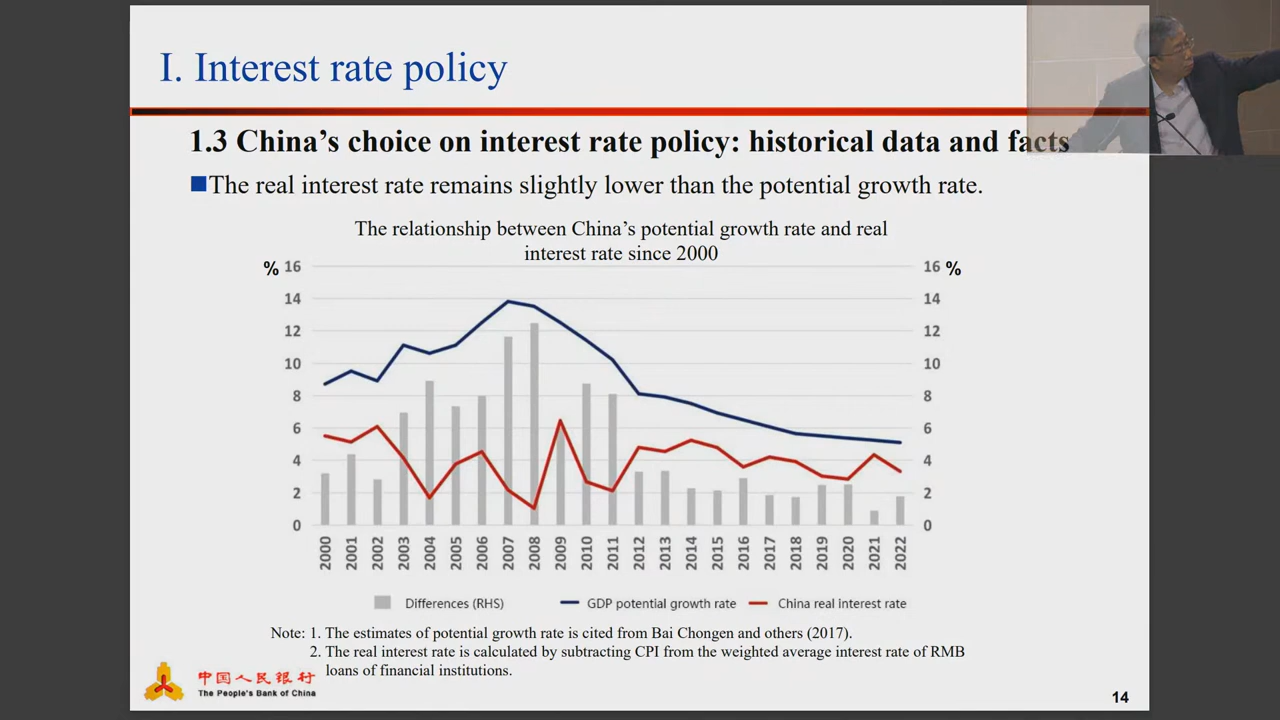 I. Interest rate policy
1.3 China’s choice on interest rate policy: historical data and facts
The real interest rate remains slightly lower than the potential growth rate.
The relationship between China’s potential growth rate and real
interest rate since 2000
% 16 16 %
14 14
12 12
10 10
8 8
6 6
4 4
2 2
0 0
2000 2001 2002 2003 2004 2005 2006 2007 2008 2009 2010 2011 2012 2013 2014 2015 2016 2017 2018 2019 2020 2021 2022
Differences (RHS) GDP potential growth rate China real interest rate
Note: 1. The estimates of potential growth rate is cited from Bai Chongen and others (2017).
2. The real interest rate is calculated by subtracting CPI from the weighted average interest rate of RMB
loans of financial institutions.
中国人民银行
The People's Bank of China
14